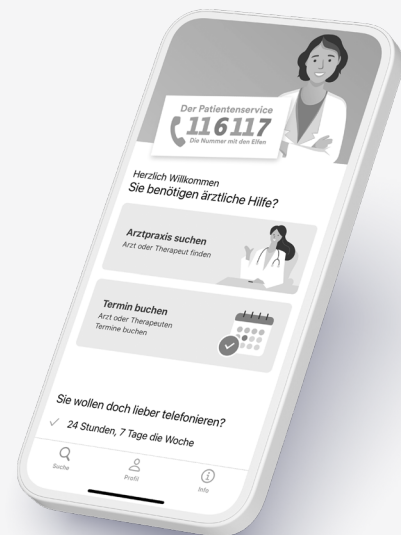 Der Patientenservice
116117
Die Nummer mit den Elfen
Herzlich Willkommen
Sie benötigen ärztliche Hilfe?
Arztpraxis suchen
Arzt oder Therapeut finden
Termin buchen
Arzt oder Therapeuten
Termine buchen
Sie wollen doch lieber telefonieren?
24 Stunden, 7 Tage die Woche
Suche
Profil
Info